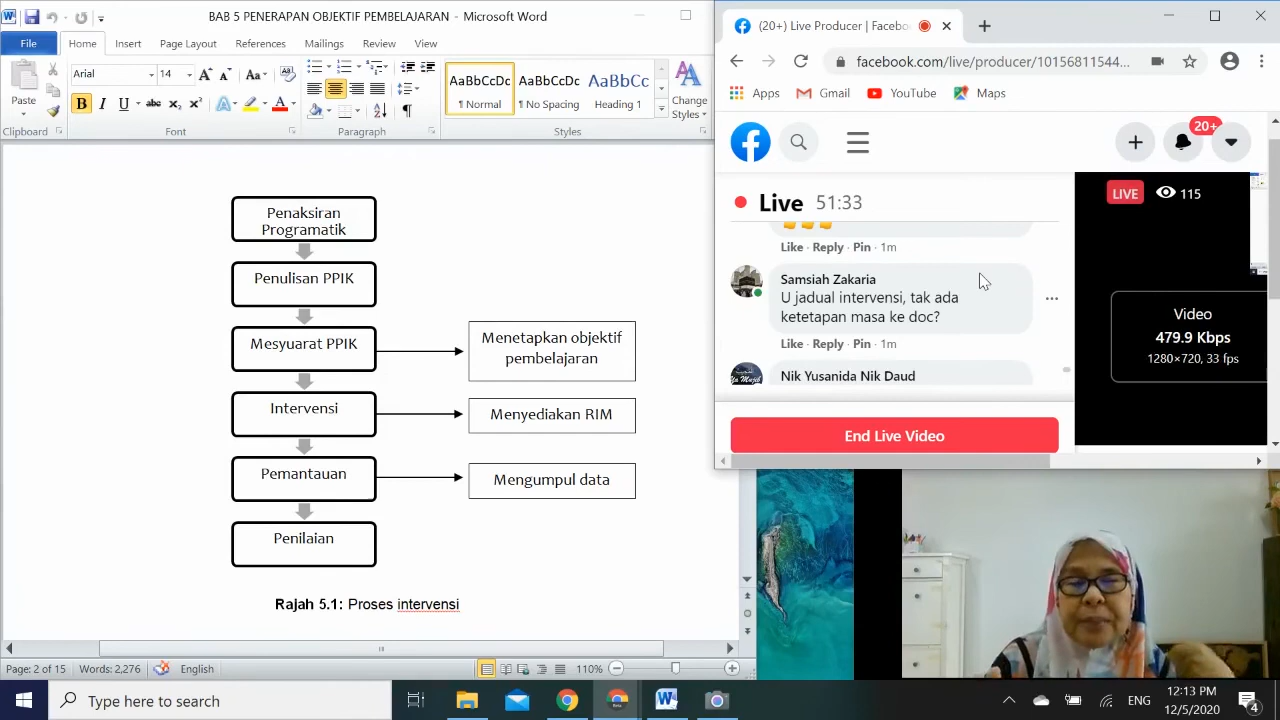 BAB 5 PENERAPAN OBJEKTIF PEMBELAJARAN - Microsoft Word
File Home Insert Page Layout References Mailings Review View
Paste
Arial 14
Aa
B I U abc x₂ x² A A
AaBbCcDc AaBbCcDc AaBbCc
¶ Normal ¶ No Spacing Heading 1
Change
Styles
Clipboard Font Paragraph Styles
Penaksiran
Programatik
Penulisan PPIK
Mesyuarat PPIK
Menetapkan objektif
pembelajaran
Intervensi
Menyediakan RIM
Pemantauan
Mengumpul data
Penilaian
Rajah 5.1: Proses intervensi
Page: 2 of 15 Words: 2,276 English 110%
(20+) Live Producer | Facebo
facebook.com/live/producer/10156811544...
Apps Gmail YouTube Maps
20+
Live 51:33
Like · Reply · Pin · 1m
Samsiah Zakaria
U jadual intervensi, tak ada
ketetapan masa ke doc?
Like · Reply · Pin · 1m
Nik Yusanida Nik Daud
End Live Video
LIVE 115
Video
479.9 Kbps
1280×720, 33 fps
Type here to search
ENG
12:13 PM
12/5/2020
4